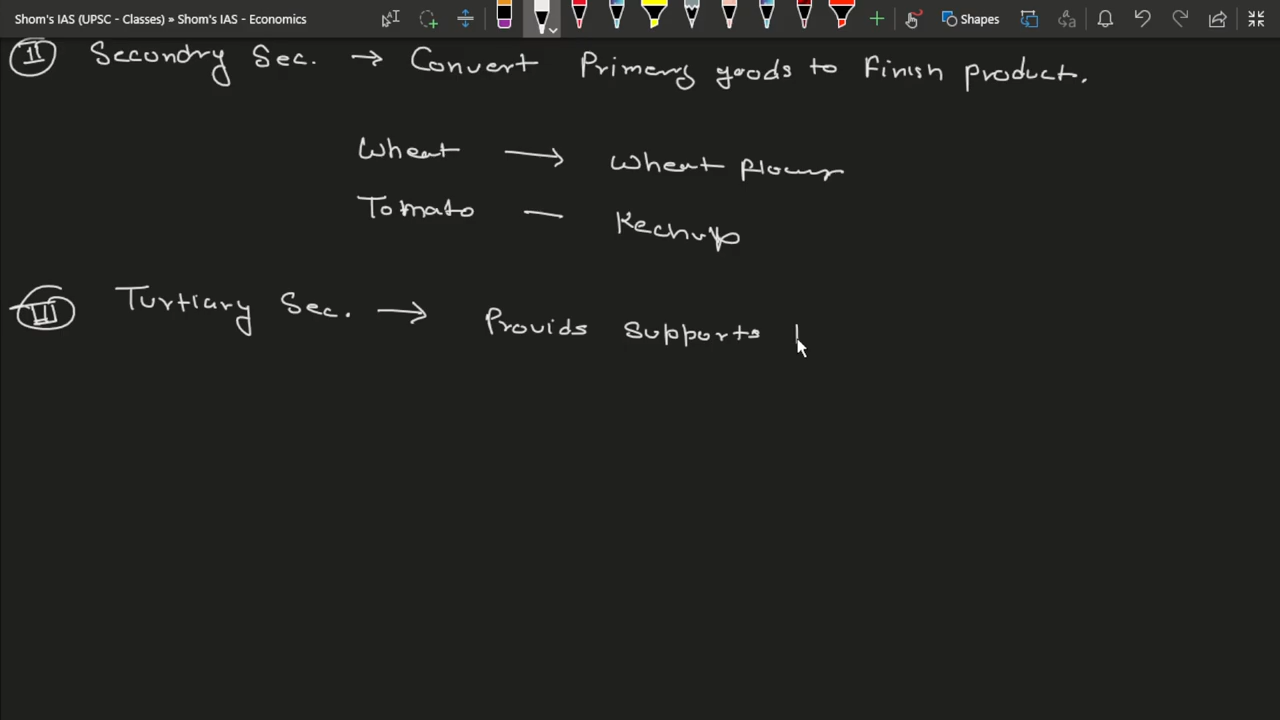 Shom's IAS (UPSC - Classes) » Shom's IAS - Economics
Shapes
II Secondry Sec. → Convert Primary goods to Finish product.
Wheat → Wheat flour
Tomato — Kechup
III Turtiary Sec. → Provids Supports